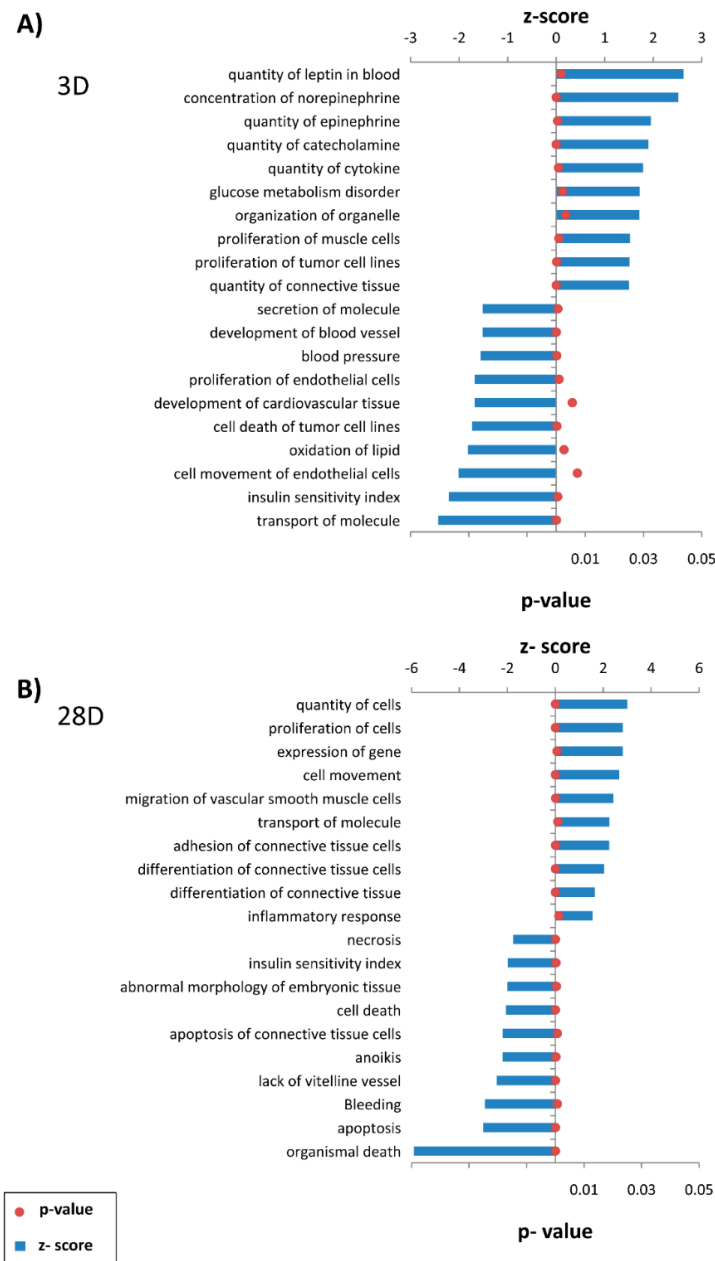 A)
3D
z-score
-3 -2 -1 0 1 2 3
quantity of leptin in blood
concentration of norepinephrine
quantity of epinephrine
quantity of catecholamine
quantity of cytokine
glucose metabolism disorder
organization of organelle
proliferation of muscle cells
proliferation of tumor cell lines
quantity of connective tissue
secretion of molecule
development of blood vessel
blood pressure
proliferation of endothelial cells
development of cardiovascular tissue
cell death of tumor cell lines
oxidation of lipid
cell movement of endothelial cells
insulin sensitivity index
transport of molecule
0.01 0.03 0.05
p-value
B)
28D
z- score
-6 -4 -2 0 2 4 6
quantity of cells
proliferation of cells
expression of gene
cell movement
migration of vascular smooth muscle cells
transport of molecule
adhesion of connective tissue cells
differentiation of connective tissue cells
differentiation of connective tissue
inflammatory response
necrosis
insulin sensitivity index
abnormal morphology of embryonic tissue
cell death
apoptosis of connective tissue cells
anoikis
lack of vitelline vessel
Bleeding
apoptosis
organismal death
0.01 0.03 0.05
p- value
p-value
z- score